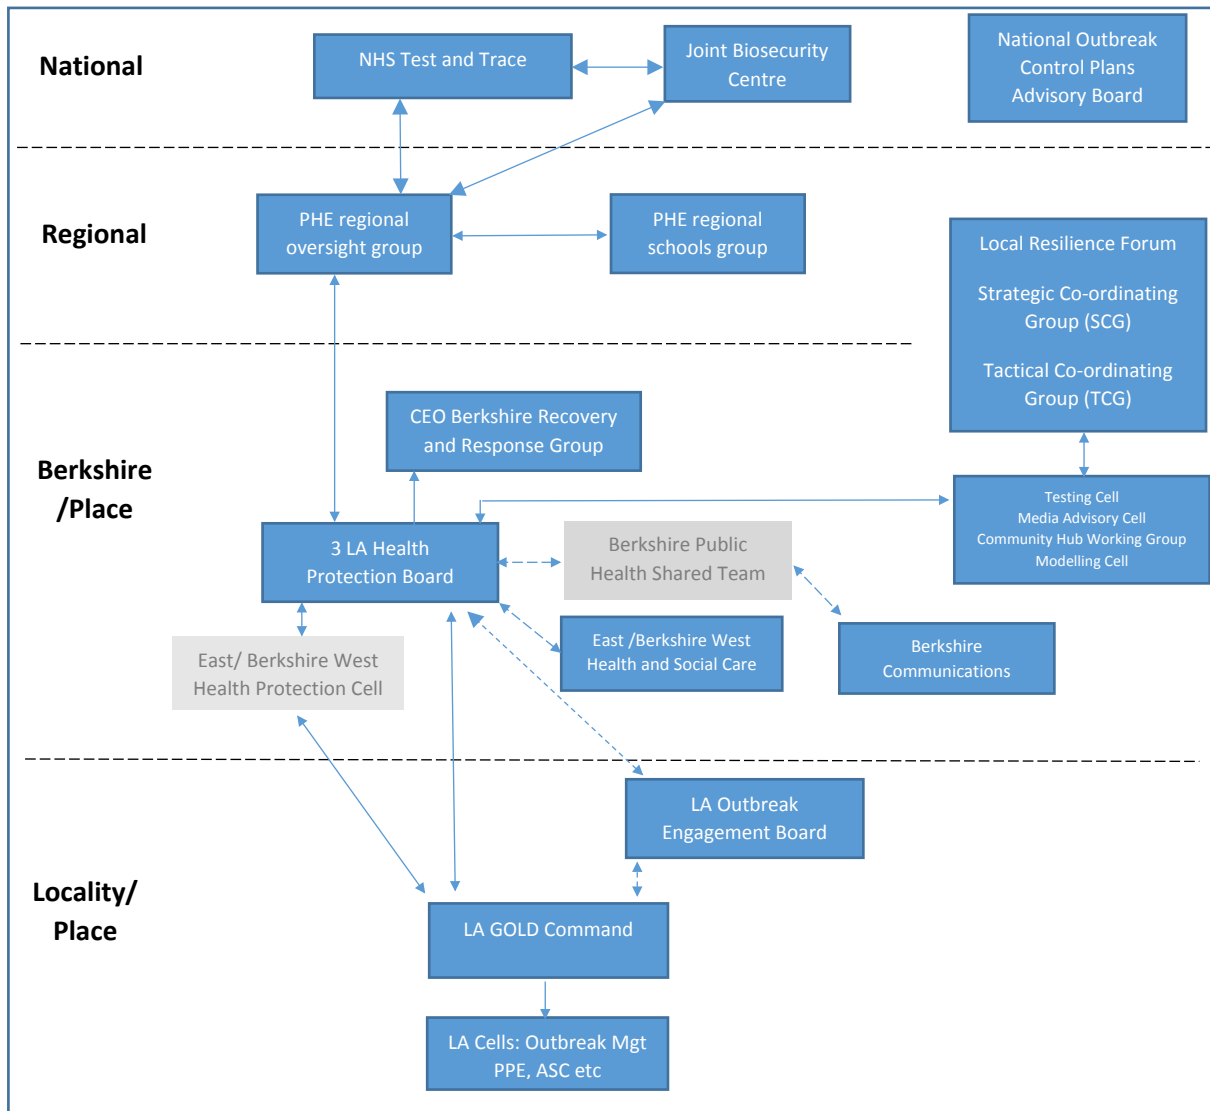 National
NHS Test and Trace
Joint Biosecurity
Centre
National Outbreak
Control Plans
Advisory Board
Regional
PHE regional
oversight group
PHE regional
schools group
Local Resilience Forum
Strategic Co-ordinating
Group (SCG)
Tactical Co-ordinating
Group (TCG)
Berkshire
/Place
CEO Berkshire Recovery
and Response Group
Testing Cell
Media Advisory Cell
Community Hub Working Group
Modelling Cell
3 LA Health
Protection Board
Berkshire Public
Health Shared Team
East/ Berkshire West
Health Protection Cell
East /Berkshire West
Health and Social Care
Berkshire
Communications
Locality/
Place
LA Outbreak
Engagement Board
LA GOLD Command
LA Cells: Outbreak Mgt
PPE, ASC etc